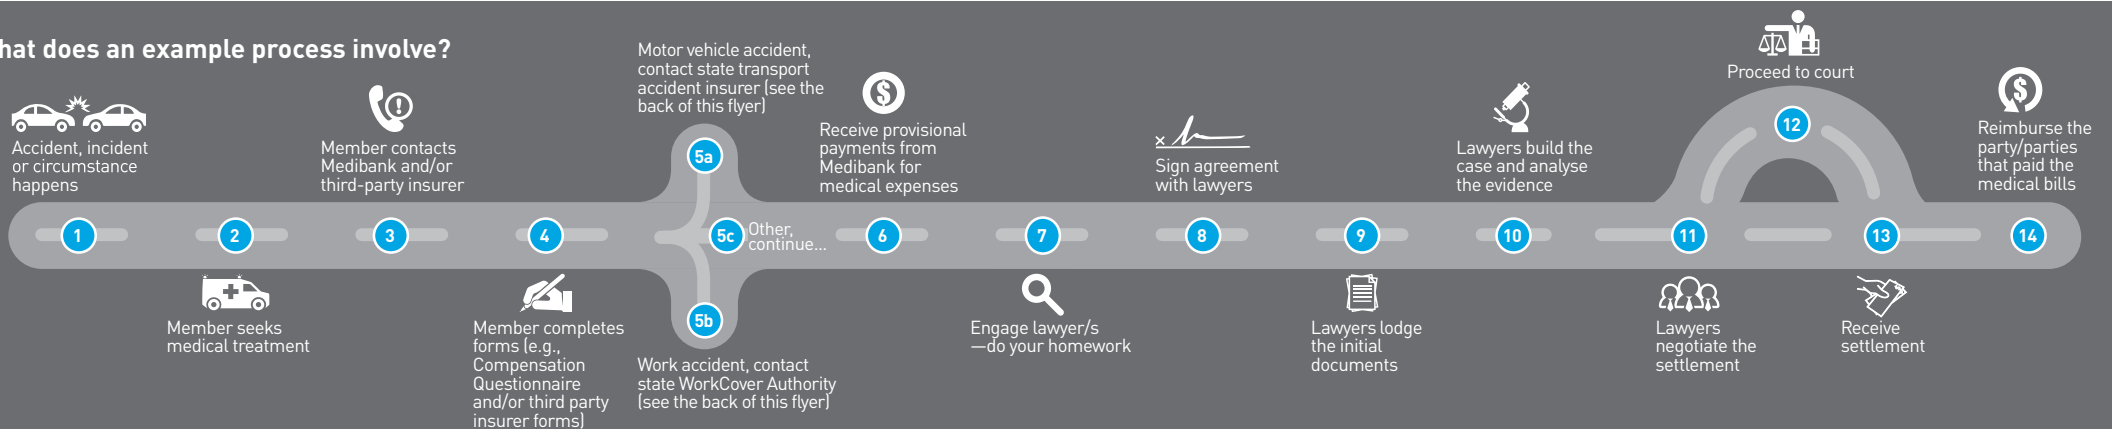 hat does an example process involve?
1
Accident, incident
or circumstance
happens
2
Member seeks
medical treatment
3
Member contacts
Medibank and/or
third-party insurer
4
Member completes
forms (e.g.,
Compensation
Questionnaire
and/or third party
insurer forms)
5a
Motor vehicle accident,
contact state transport
accident insurer (see the
back of this flyer)
5b
Work accident, contact
state WorkCover Authority
(see the back of this flyer)
5c
Other,
continue...
6
Receive provisional
payments from
Medibank for
medical expenses
7
Engage lawyer/s
—do your homework
8
Sign agreement
with lawyers
9
Lawyers lodge
the initial
documents
10
Lawyers build the
case and analyse
the evidence
11
Lawyers
negotiate the
settlement
12
Proceed to court
13
Receive
settlement
14
Reimburse the
party/parties
that paid the
medical bills